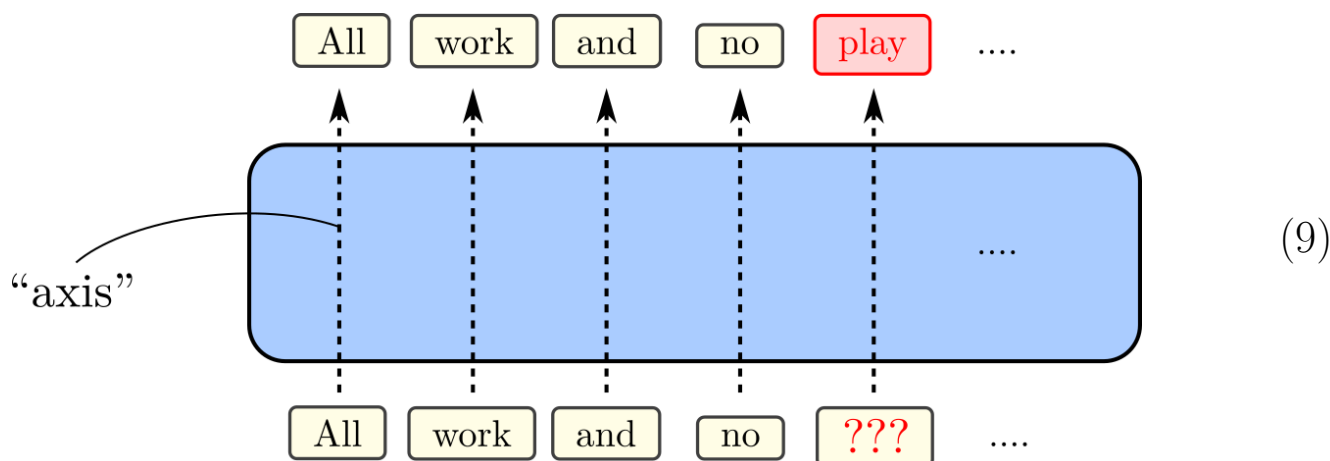 All work and no play ....
....
(9)
“axis”
All work and no ??? ....